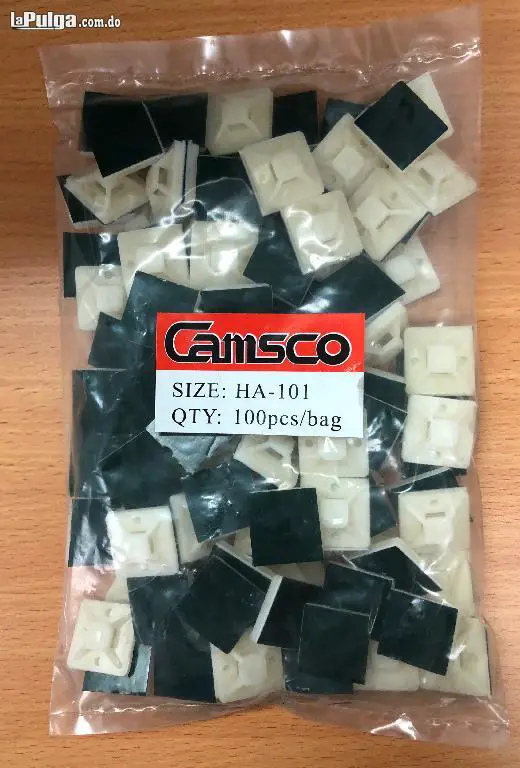 laPulga.com.do
Camsco
SIZE: HA-101
QTY: 100pcs/bag